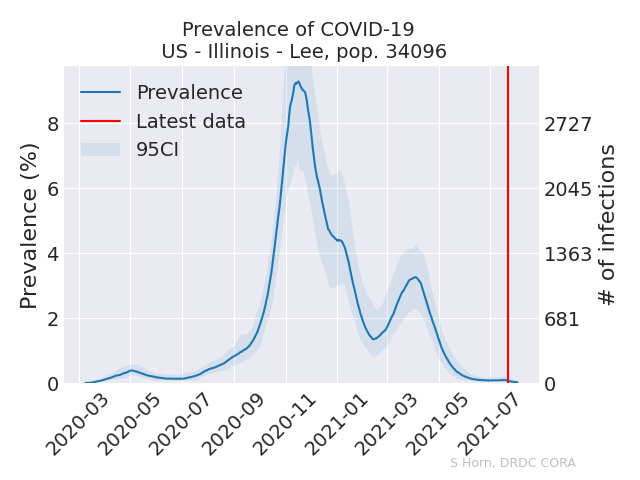 Prevalence of COVID-19
US - Illinois - Lee, pop. 34096
Prevalence
Latest data
95CI
Prevalence (%)
8
6
4
2
0
2727
2045
1363
681
0
# of infections
2020-03
2020-05
2020-07
2020-09
2020-11
2021-01
2021-03
2021-05
2021-07
S Horn, DRDC CORA